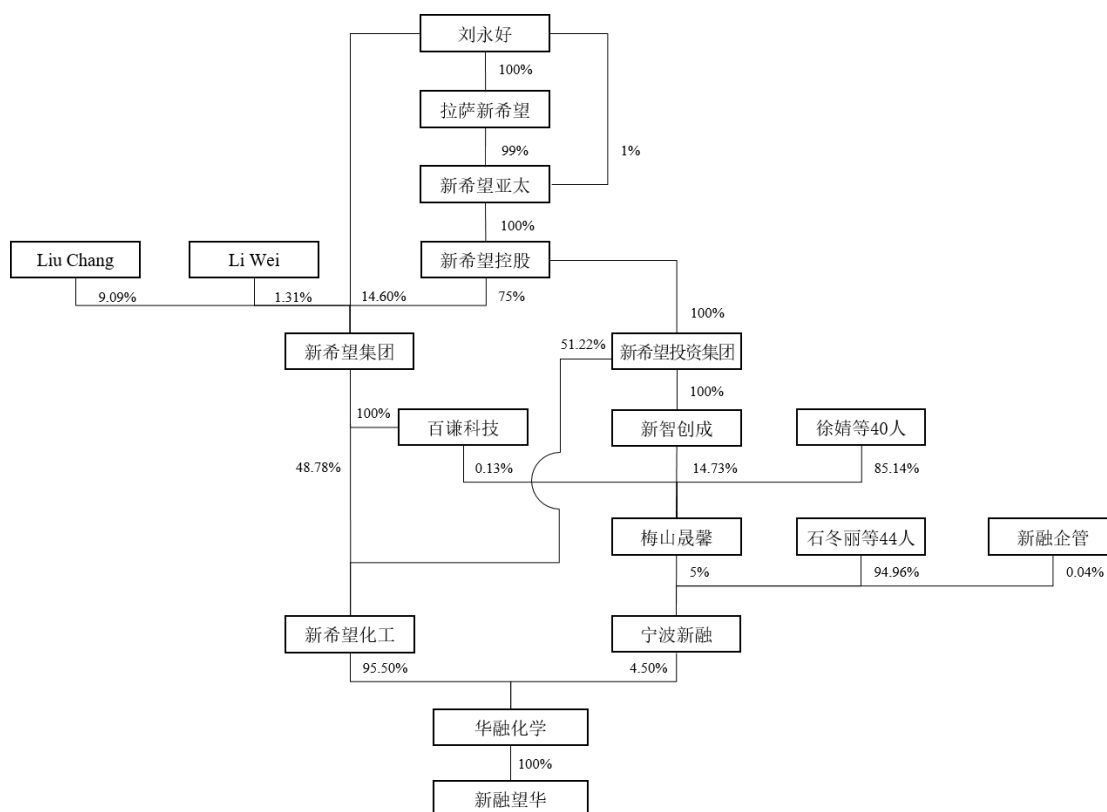 刘永好
100%
拉萨新希望
99%
1%
新希望亚太
100%
Liu Chang
Li Wei
新希望控股
9.09%
1.31%
14.60%
75%
100%
新希望集团
51.22%
新希望投资集团
100%
100%
百谦科技
新智创成
徐婧等40人
48.78%
0.13%
14.73%
85.14%
梅山晟馨
石冬丽等44人
新融企管
5%
94.96%
0.04%
新希望化工
宁波新融
95.50%
4.50%
华融化学
100%
新融望华